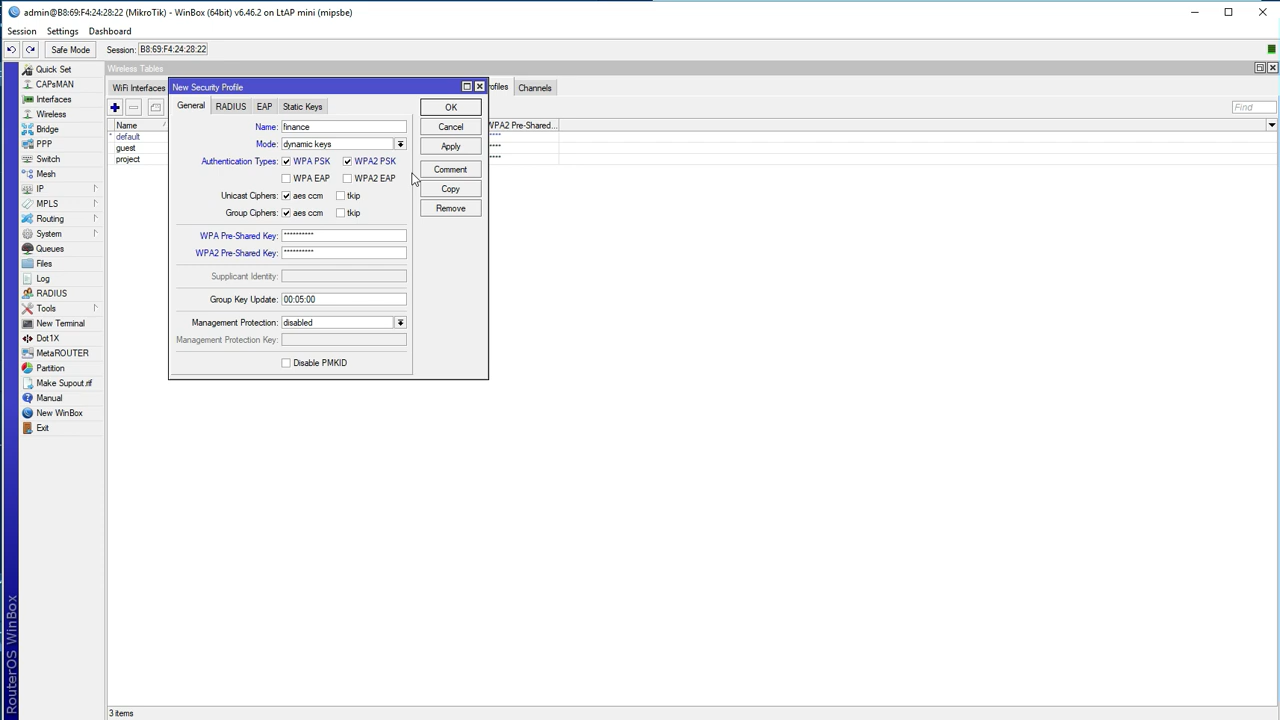 admin@B8:69:F4:24:28:22 (MikroTik) - WinBox (64bit) v6.46.2 on LtAP mini (mipsbe)
Session Settings Dashboard
Safe Mode Session: B8:69:F4:24:28:22
Quick Set
CAPsMAN
Interfaces
Wireless
Bridge
PPP
Switch
Mesh
IP
MPLS
Routing
System
Queues
Files
Log
RADIUS
Tools
New Terminal
Dot1X
MetaROUTER
Partition
Make Supout.rif
Manual
New WinBox
Exit
RouterOS WinBox
Wireless Tables
WiFi Interfaces Channels
Find
Name WPA2 Pre-Shared...
* default *****
guest *****
project *****
New Security Profile
General RADIUS EAP Static Keys
Name: finance
Mode: dynamic keys
Authentication Types: WPA PSK WPA2 PSK
WPA EAP WPA2 EAP
Unicast Ciphers: aes ccm tkip
Group Ciphers: aes ccm tkip
WPA Pre-Shared Key: **********
WPA2 Pre-Shared Key: **********
Supplicant Identity:
Group Key Update: 00:05:00
Management Protection: disabled
Management Protection Key:
Disable PMKID
OK
Cancel
Apply
Comment
Copy
Remove
3 items